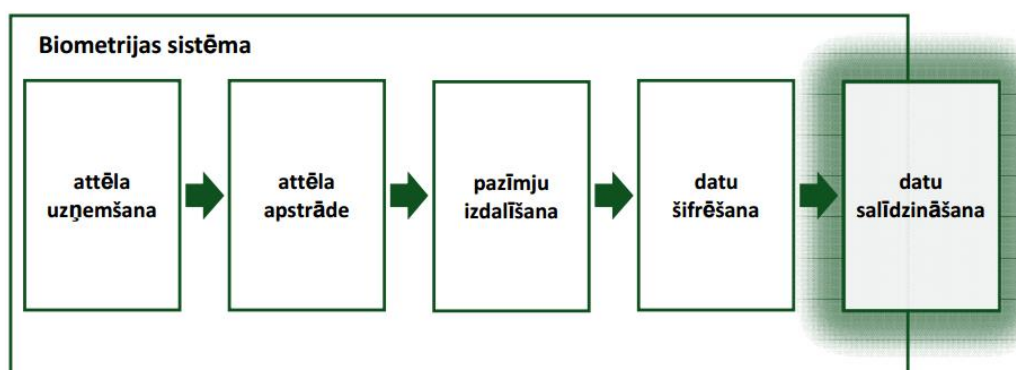 Biometrijas sistēma
attēla
uzņemšana
attēla
apstrāde
pazīmju
izdalīšana
datu
šifrēšana
datu
salīdzināšana